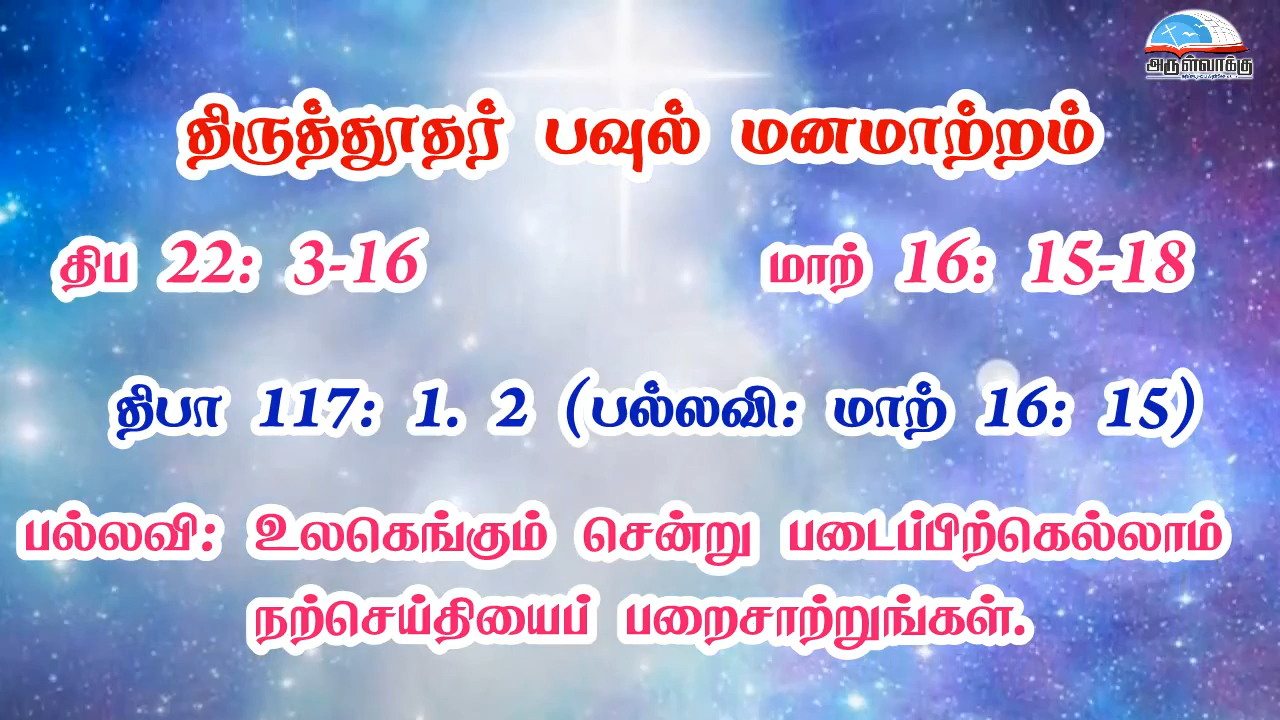 அருள்வாக்கு
திருத்தூதர் பவுல் மனமாற்றம்
திப 22: 3-16 மாற் 16: 15-18
திபா 117: 1. 2 (பல்லவி: மாற் 16: 15)
பல்லவி: உலகெங்கும் சென்று படைப்பிற்கெல்லாம்
நற்செய்தியைப் பறைசாற்றுங்கள்.